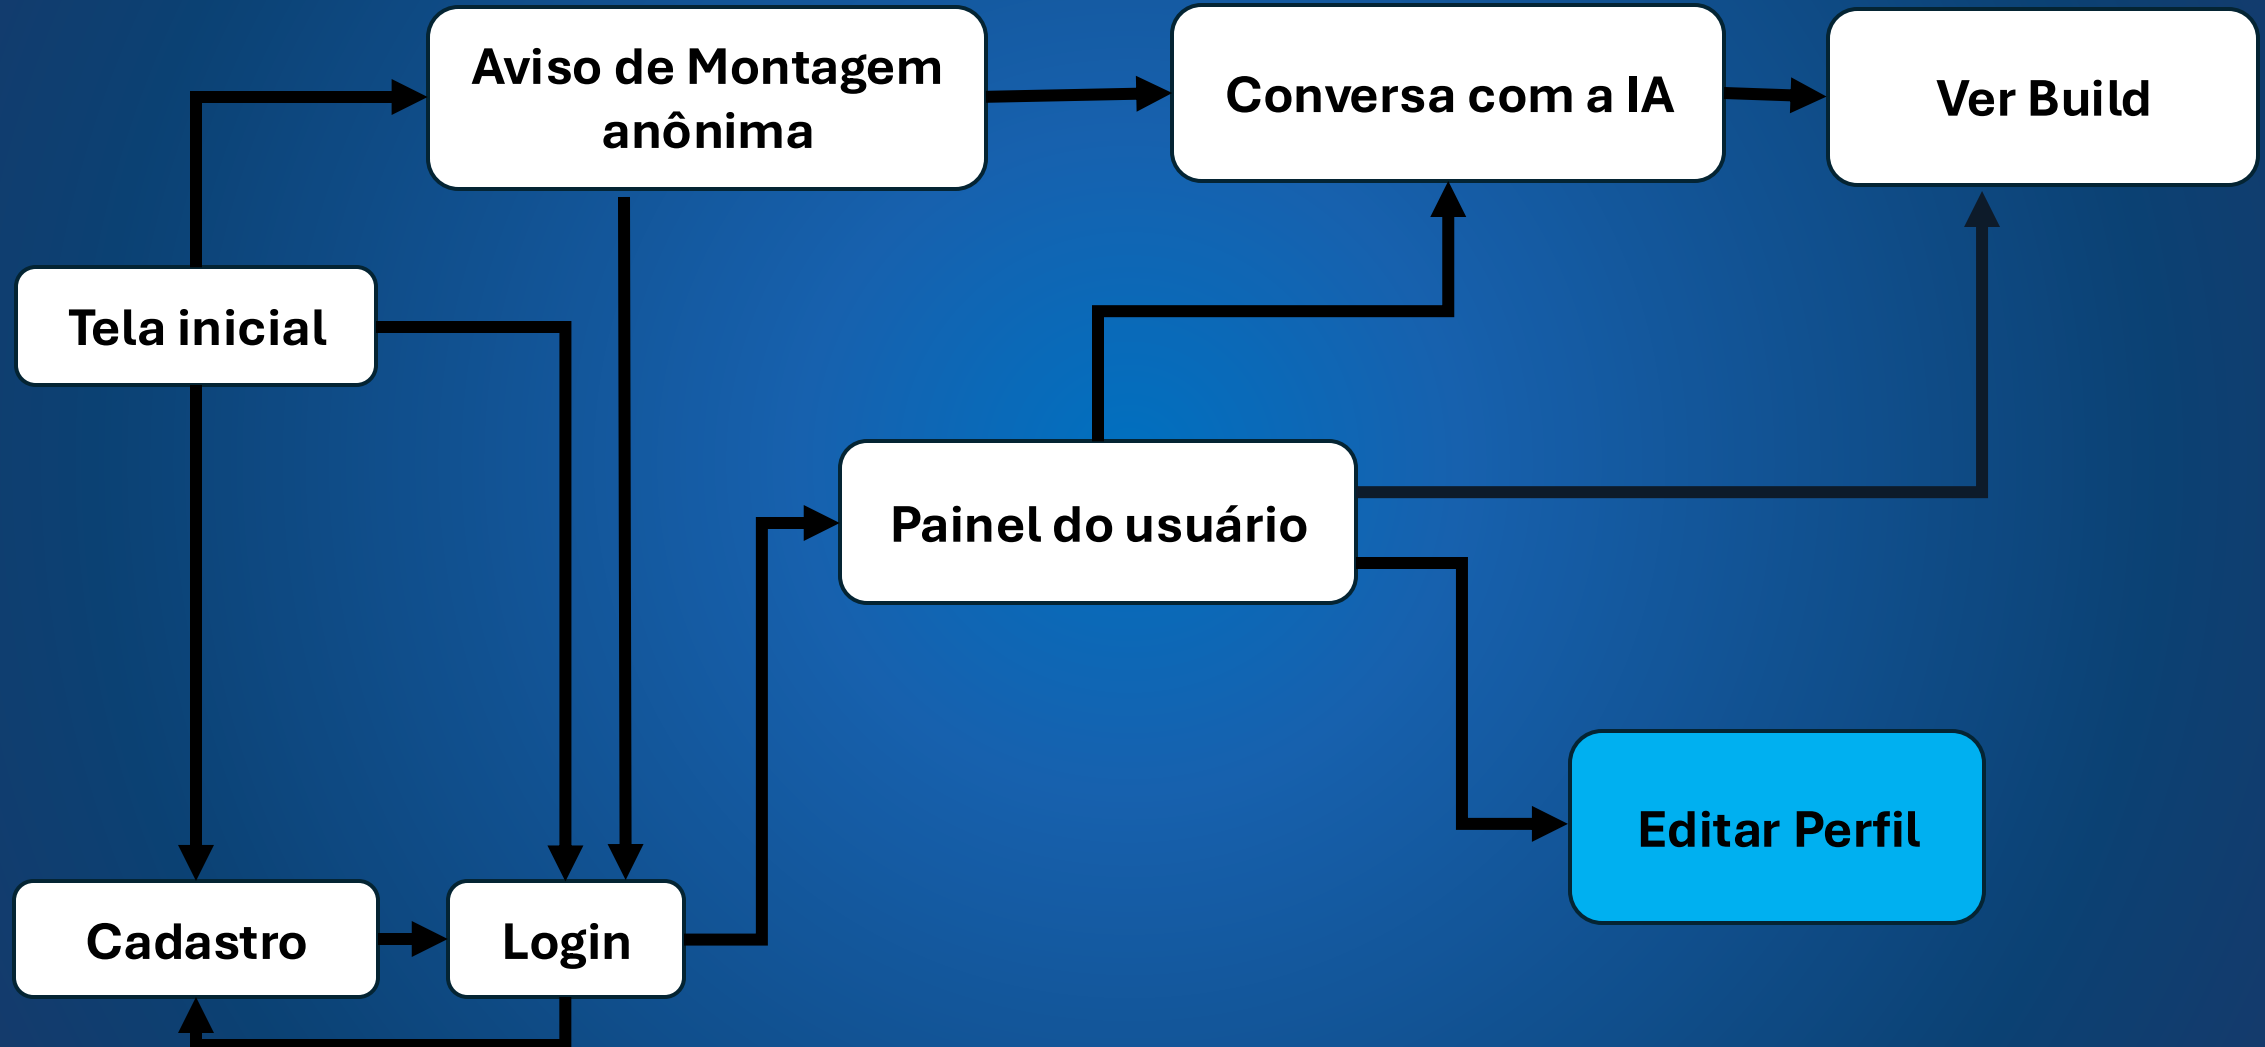 Aviso de Montagem
anônima
Conversa com a IA
Ver Build
Tela inicial
Painel do usuário
Editar Perfil
Cadastro
Login